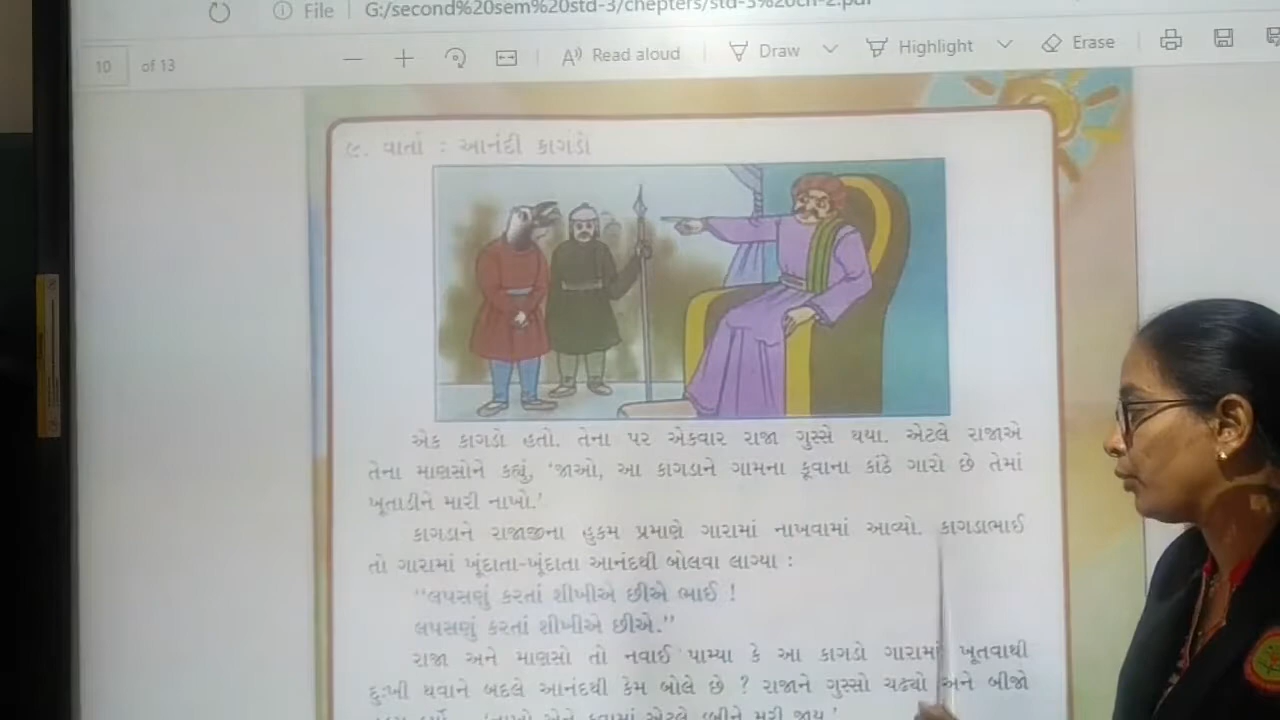 File | G:/second%20sem%20std-3/chepters/std-3%20ch-2.pdf
10 of 13 Read aloud Draw Highlight Erase
૯. વાર્તા : આનંદી કાગડો
એક કાગડો હતો. તેના પર એકવાર રાજા ગુસ્સે થયા. એટલે રાજાએ
તેના માણસોને કહ્યું, ‘જાઓ, આ કાગડાને ગામના કૂવાના કાંઠે ગારો છે તેમાં
ખૂતાડીને મારી નાખો.’
કાગડાને રાજાજીના હુકમ પ્રમાણે ગારામાં નાખવામાં આવ્યો. કાગડાભાઈ
તો ગારામાં ખૂંદાતા-ખૂંદાતા આનંદથી બોલવા લાગ્યા :
“લપસણું કરતાં શીખીએ છીએ ભાઈ !
લપસણું કરતાં શીખીએ છીએ.”
રાજા અને માણસો તો નવાઈ પામ્યા કે આ કાગડો ગારામાં ખૂતવાથી
દુઃખી થવાને બદલે આનંદથી કેમ બોલે છે ? રાજાને ગુસ્સો ચઢ્યો અને બીજો
એટલે મરી જાય’